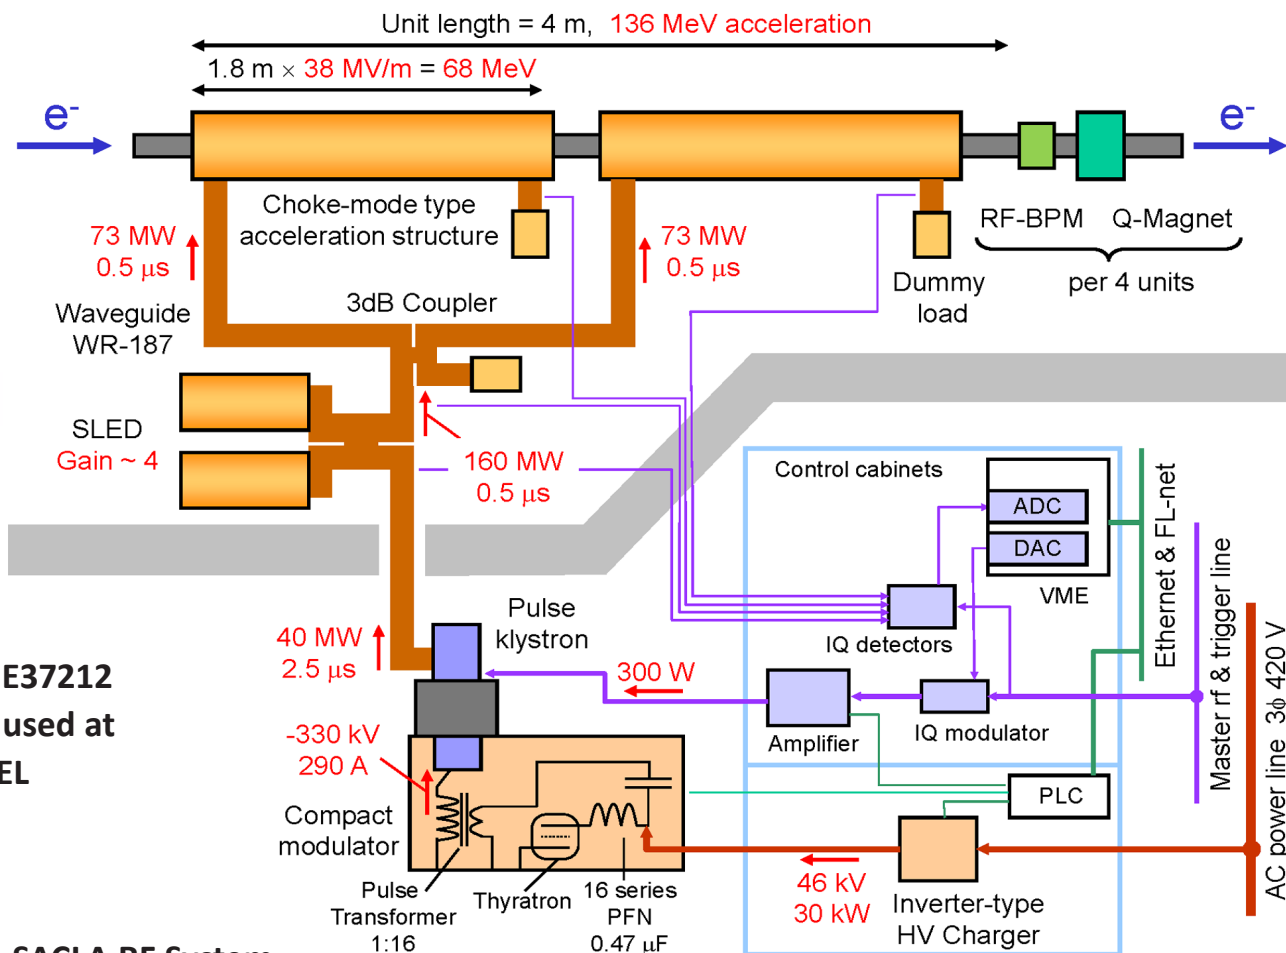 Unit length = 4 m, 136 MeV acceleration
1.8 m × 38 MV/m = 68 MeV
e-
e-
Choke-mode type
acceleration structure
73 MW
0.5 μs
73 MW
0.5 μs
RF-BPM
Q-Magnet
per 4 units
Dummy
load
3dB Coupler
Waveguide
WR-187
SLED
Gain ~ 4
160 MW
0.5 μs
Control cabinets
ADC
DAC
VME
IQ detectors
Ethernet & FL-net
Master rf & trigger line
AC power line 3ϕ 420 V
Pulse
klystron
40 MW
2.5 μs
300 W
Amplifier
IQ modulator
E37212
used at
EL
-330 kV
290 A
Compact
modulator
PLC
Pulse
Transformer
1:16
Thyratron
16 series
PFN
0.47 μF
46 kV
30 kW
Inverter-type
HV Charger
SACLA RF System